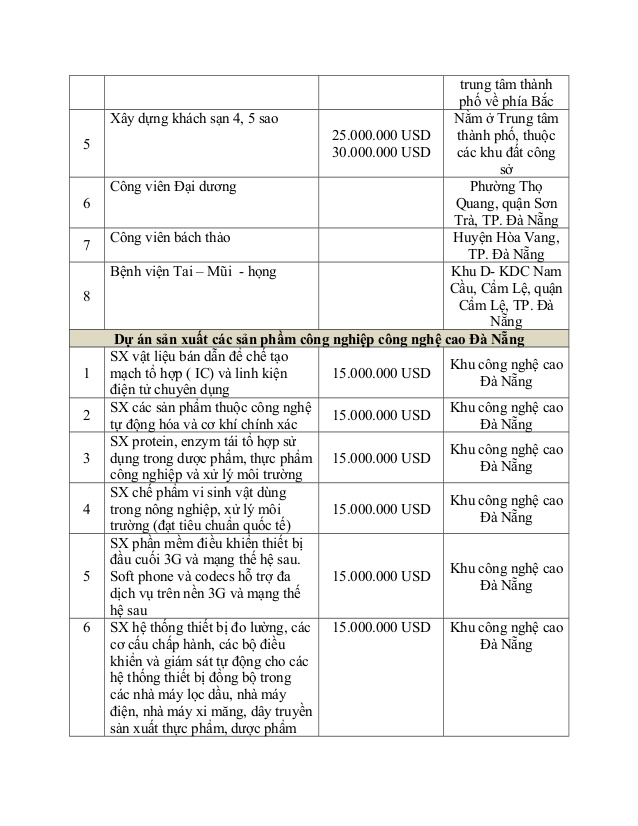 trung tâm thành
phố về phía Bắc
5
Xây dựng khách sạn 4, 5 sao
25.000.000 USD
30.000.000 USD
Nằm ở Trung tâm
thành phố, thuộc
các khu đất công
sở
6
Công viên Đại dương
Phường Thọ
Quang, quận Sơn
Trà, TP. Đà Nẵng
7
Công viên bách thảo
Huyện Hòa Vang,
TP. Đà Nẵng
8
Bệnh viện Tai – Mũi - họng
Khu D- KDC Nam
Cầu, Cẩm Lệ, quận
Cẩm Lệ, TP. Đà
Nẵng
Dự án sản xuất các sản phẩm công nghiệp công nghệ cao Đà Nẵng
1
SX vật liệu bán dẫn để chế tạo
mạch tổ hợp ( IC) và linh kiện
điện tử chuyên dụng
15.000.000 USD
Khu công nghệ cao
Đà Nẵng
2
SX các sản phẩm thuộc công nghệ
tự động hóa và cơ khí chính xác
15.000.000 USD
Khu công nghệ cao
Đà Nẵng
3
SX protein, enzym tái tổ hợp sử
dụng trong dược phẩm, thực phẩm
công nghiệp và xử lý môi trường
15.000.000 USD
Khu công nghệ cao
Đà Nẵng
4
SX chế phẩm vi sinh vật dùng
trong nông nghiệp, xử lý môi
trường (đạt tiêu chuẩn quốc tế)
15.000.000 USD
Khu công nghệ cao
Đà Nẵng
5
SX phần mềm điều khiển thiết bị
đầu cuối 3G và mạng thế hệ sau.
Soft phone và codecs hỗ trợ đa
dịch vụ trên nền 3G và mạng thế
hệ sau
15.000.000 USD
Khu công nghệ cao
Đà Nẵng
6
SX hệ thống thiết bị đo lường, các
cơ cấu chấp hành, các bộ điều
khiển và giám sát tự động cho các
hệ thống thiết bị đồng bộ trong
các nhà máy lọc dầu, nhà máy
điện, nhà máy xi măng, dây truyền
sản xuất thực phẩm, dược phẩm
15.000.000 USD
Khu công nghệ cao
Đà Nẵng